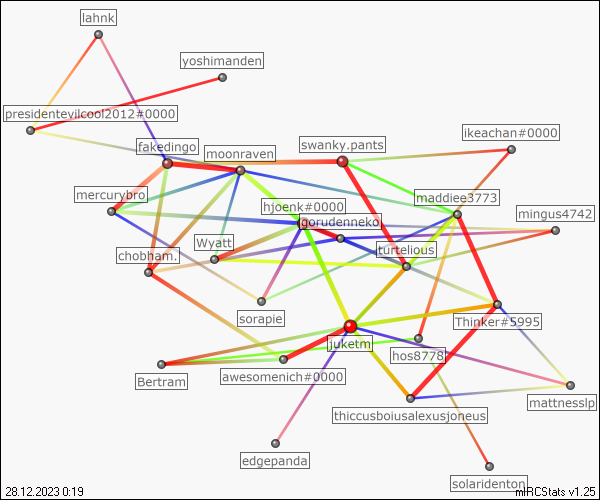 lahnk
yoshimanden
presidentevilcool2012#0000
ikeachan#0000
swanky.pants
fakedingo
moonraven
mercurybro
maddiee3773
hjoenk#0000
mingus4742
gorudenneko
Wyatt
turtelious
chobham.
sorapie
Thinker#5995
juketm
hos8778
awesomenich#0000
Bertram
mattnesslp
thiccusboiusalexusjoneus
edgepanda
solaridenton
28.12.2023 0:19
mIRCStats v1.25